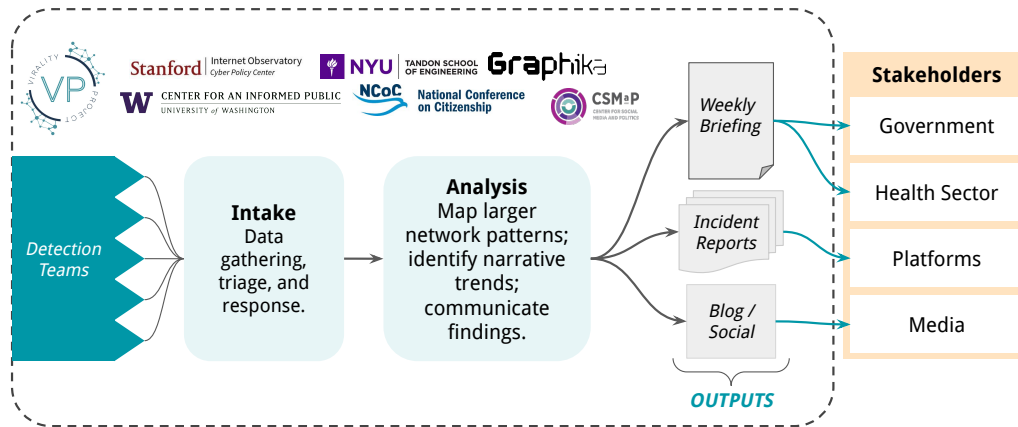 VIRALITY
VP
PROJECT
Stanford
Internet Observatory
Cyber Policy Center
NYU
TANDON SCHOOL
OF ENGINEERING
Graphika
W
CENTER FOR AN INFORMED PUBLIC
UNIVERSITY of WASHINGTON
NCoC
National Conference
on Citizenship
CSMaP
CENTER FOR SOCIAL
MEDIA AND POLITICS
Detection
Teams
Intake
Data
gathering,
triage, and
response.
Analysis
Map larger
network patterns;
identify narrative
trends;
communicate
findings.
Weekly
Briefing
Incident
Reports
Blog /
Social
OUTPUTS
Stakeholders
Government
Health Sector
Platforms
Media